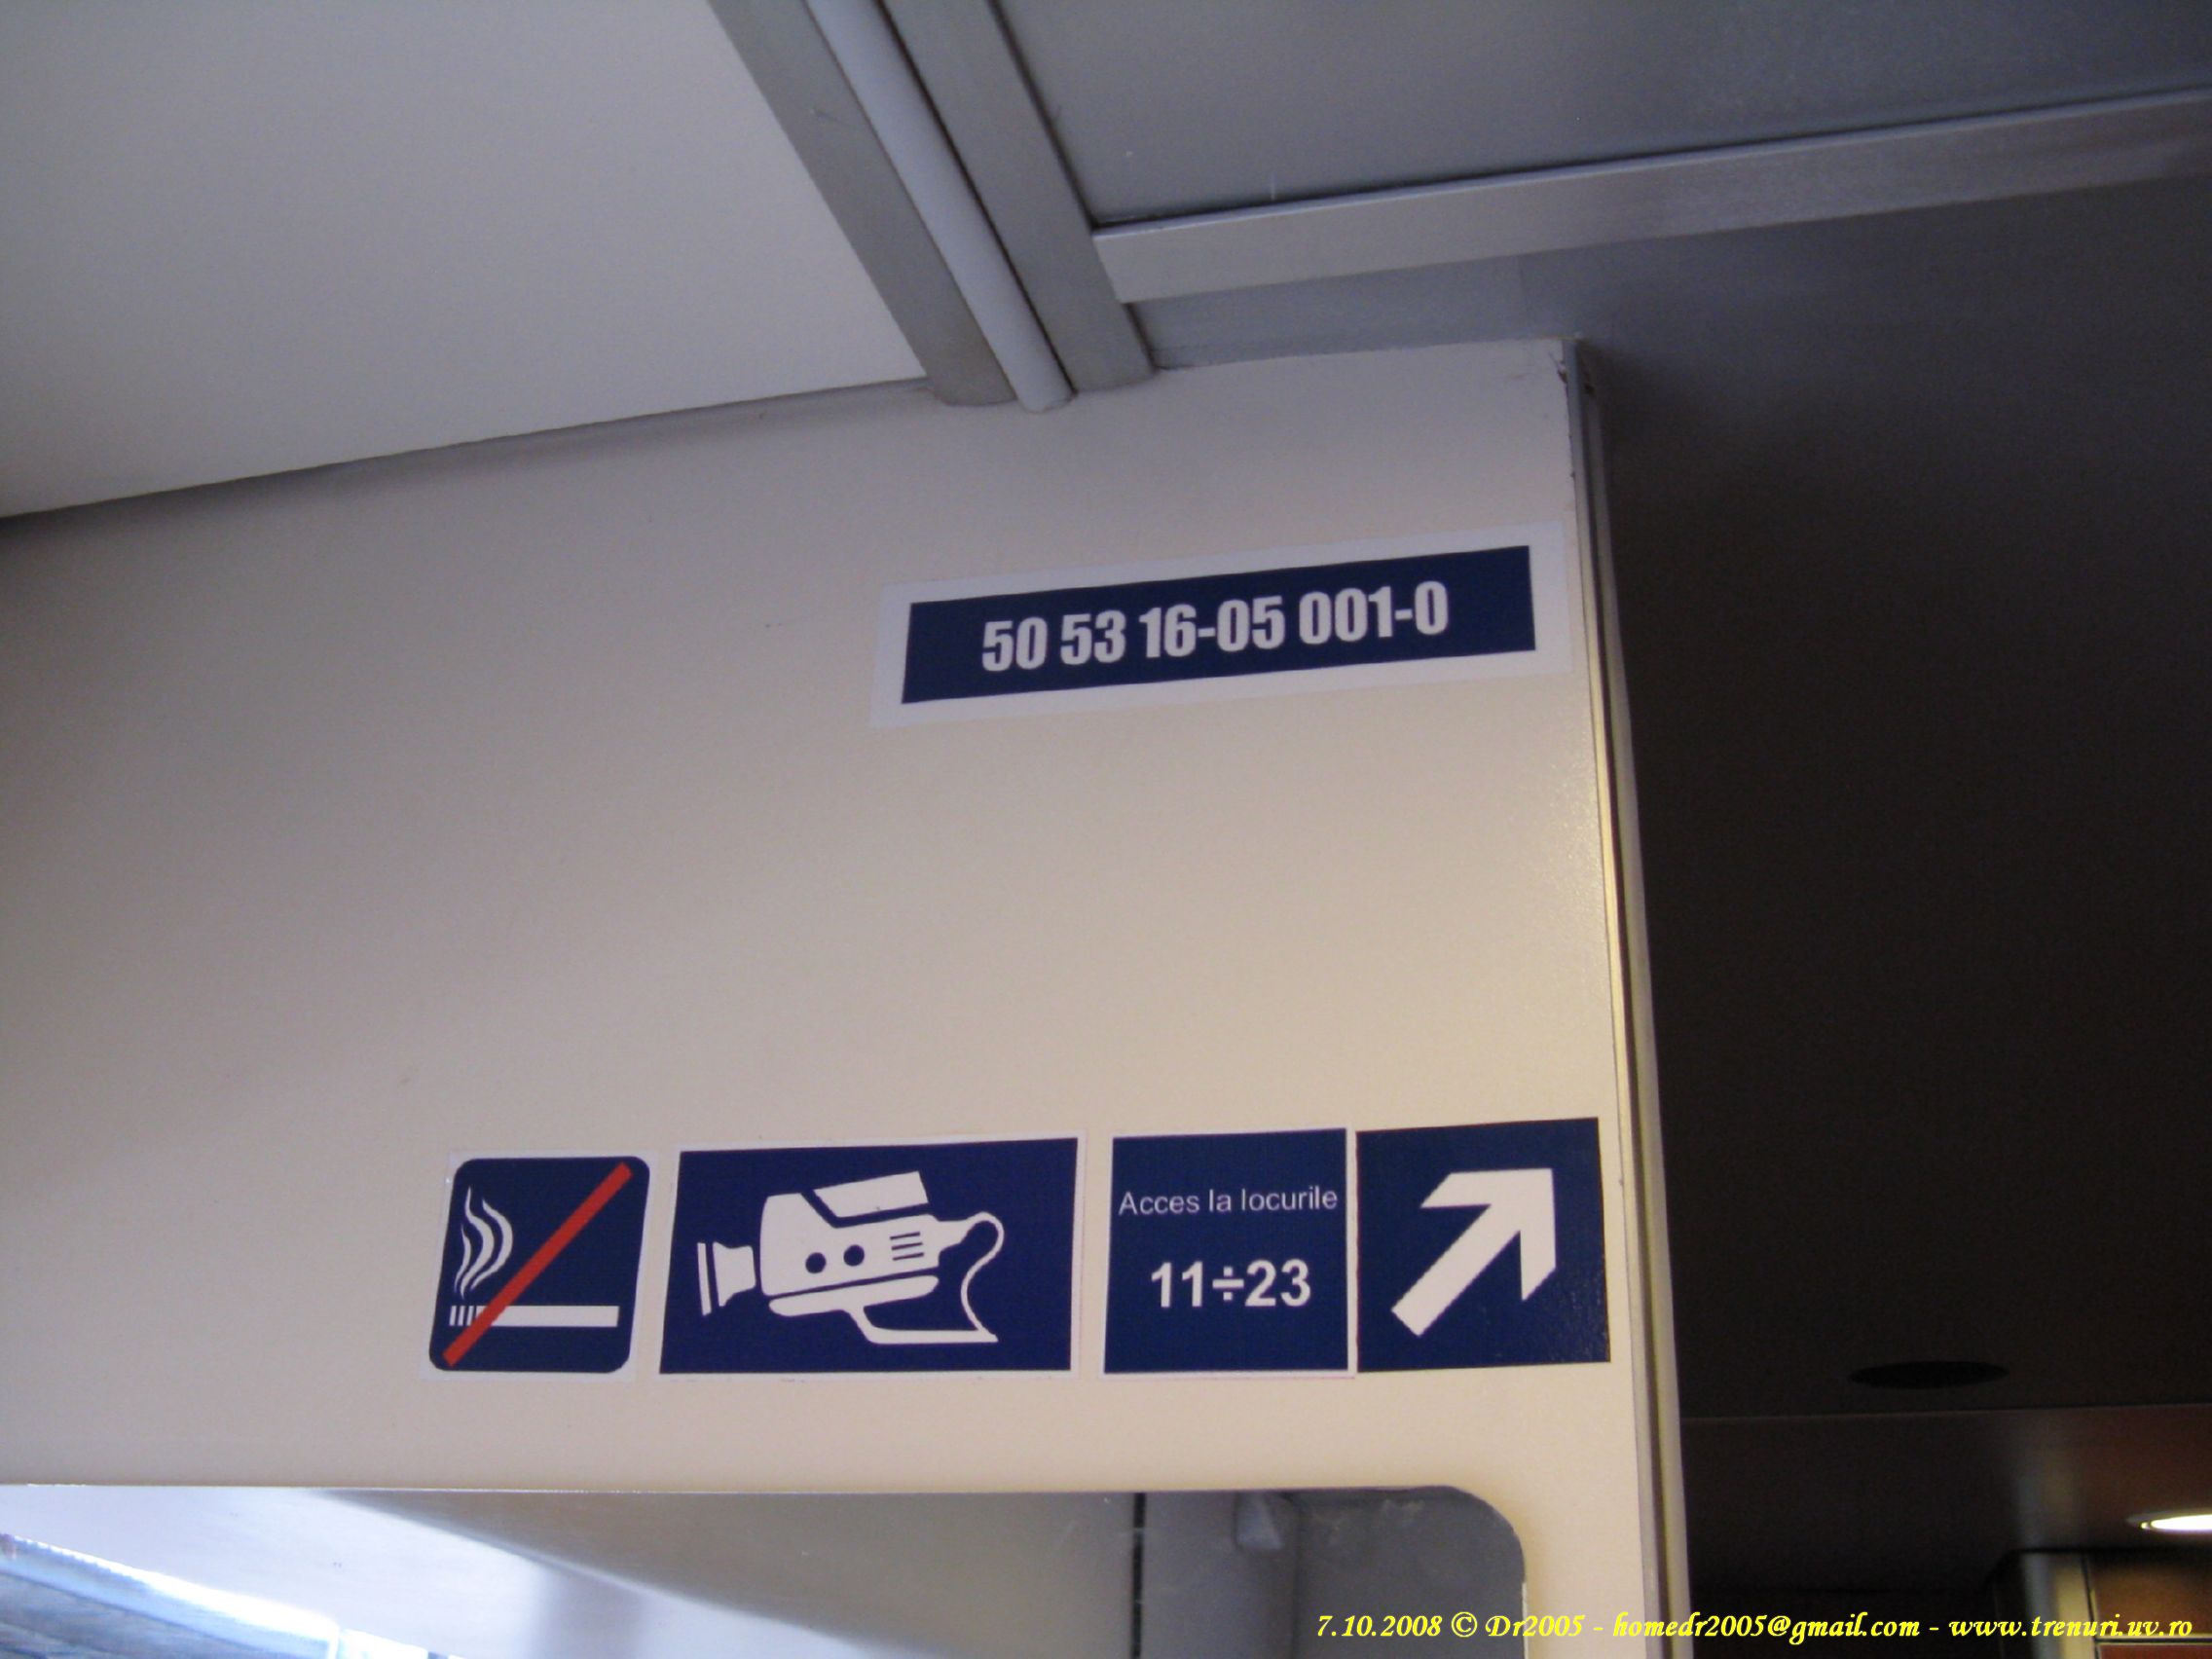 50 53 16-05 001-0
Acces la locurile
11÷23
7.10.2008 © Dr2005 - homedr2005@gmail.com - www.trenuri.uv.ro